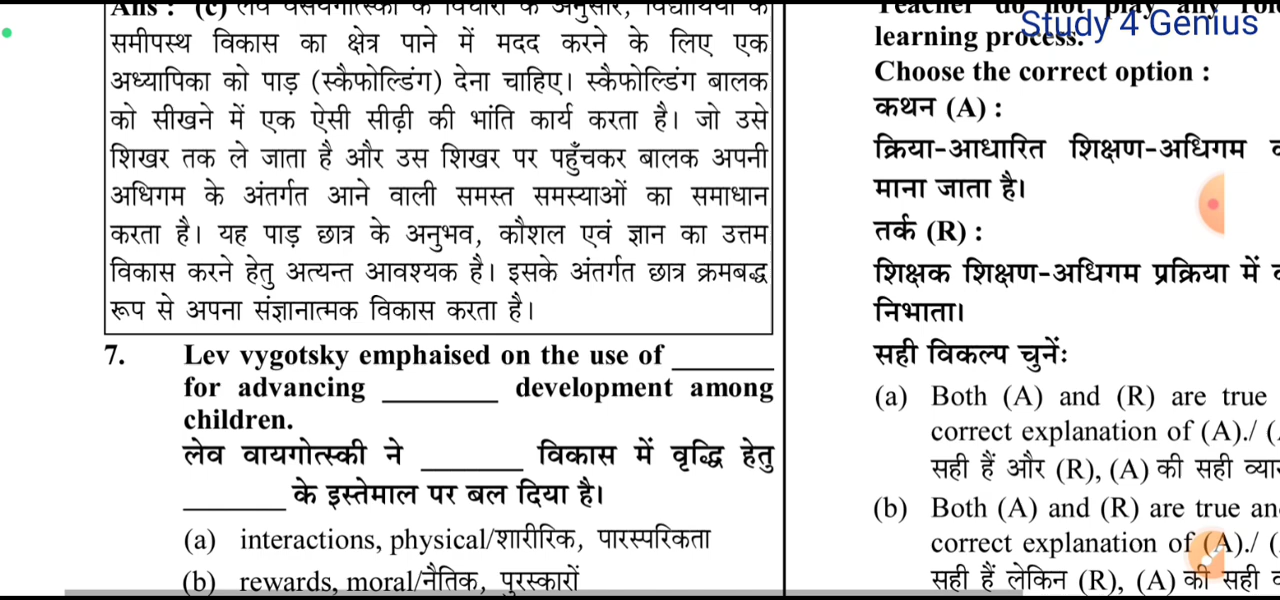 समीपस्थ विकास का क्षेत्र पाने में मदद करने के लिए एक
अध्यापिका को पाड़ (स्कैफोल्डिंग) देना चाहिए। स्कैफोल्डिंग बालक
को सीखने में एक ऐसी सीढ़ी की भांति कार्य करता है। जो उसे
शिखर तक ले जाता है और उस शिखर पर पहुँचकर बालक अपनी
अधिगम के अंतर्गत आने वाली समस्त समस्याओं का समाधान
करता है। यह पाड़ छात्र के अनुभव, कौशल एवं ज्ञान का उत्तम
विकास करने हेतु अत्यन्त आवश्यक है। इसके अंतर्गत छात्र क्रमबद्ध
रूप से अपना संज्ञानात्मक विकास करता है।
7. Lev vygotsky emphaised on the use of ________
for advancing ________ development among
children.
लेव वायगोत्स्की ने ________ विकास में वृद्धि हेतु
________ के इस्तेमाल पर बल दिया है।
(a) interactions, physical/शारीरिक, पारस्परिकता
(b) rewards, moral/नैतिक, पुरस्कारों
Study 4 Genius
learning process.
Choose the correct option :
कथन (A) :
क्रिया-आधारित शिक्षण-अधिगम
माना जाता है।
तर्क (R) :
शिक्षक शिक्षण-अधिगम प्रक्रिया में
निभाता।
सही विकल्प चुनें:
(a) Both (A) and (R) are true
correct explanation of (A)./ (
सही हैं और (R), (A) की सही
(b) Both (A) and (R) are true
correct explanation of (A)./ (
सही हैं लेकिन (R), (A) की सही